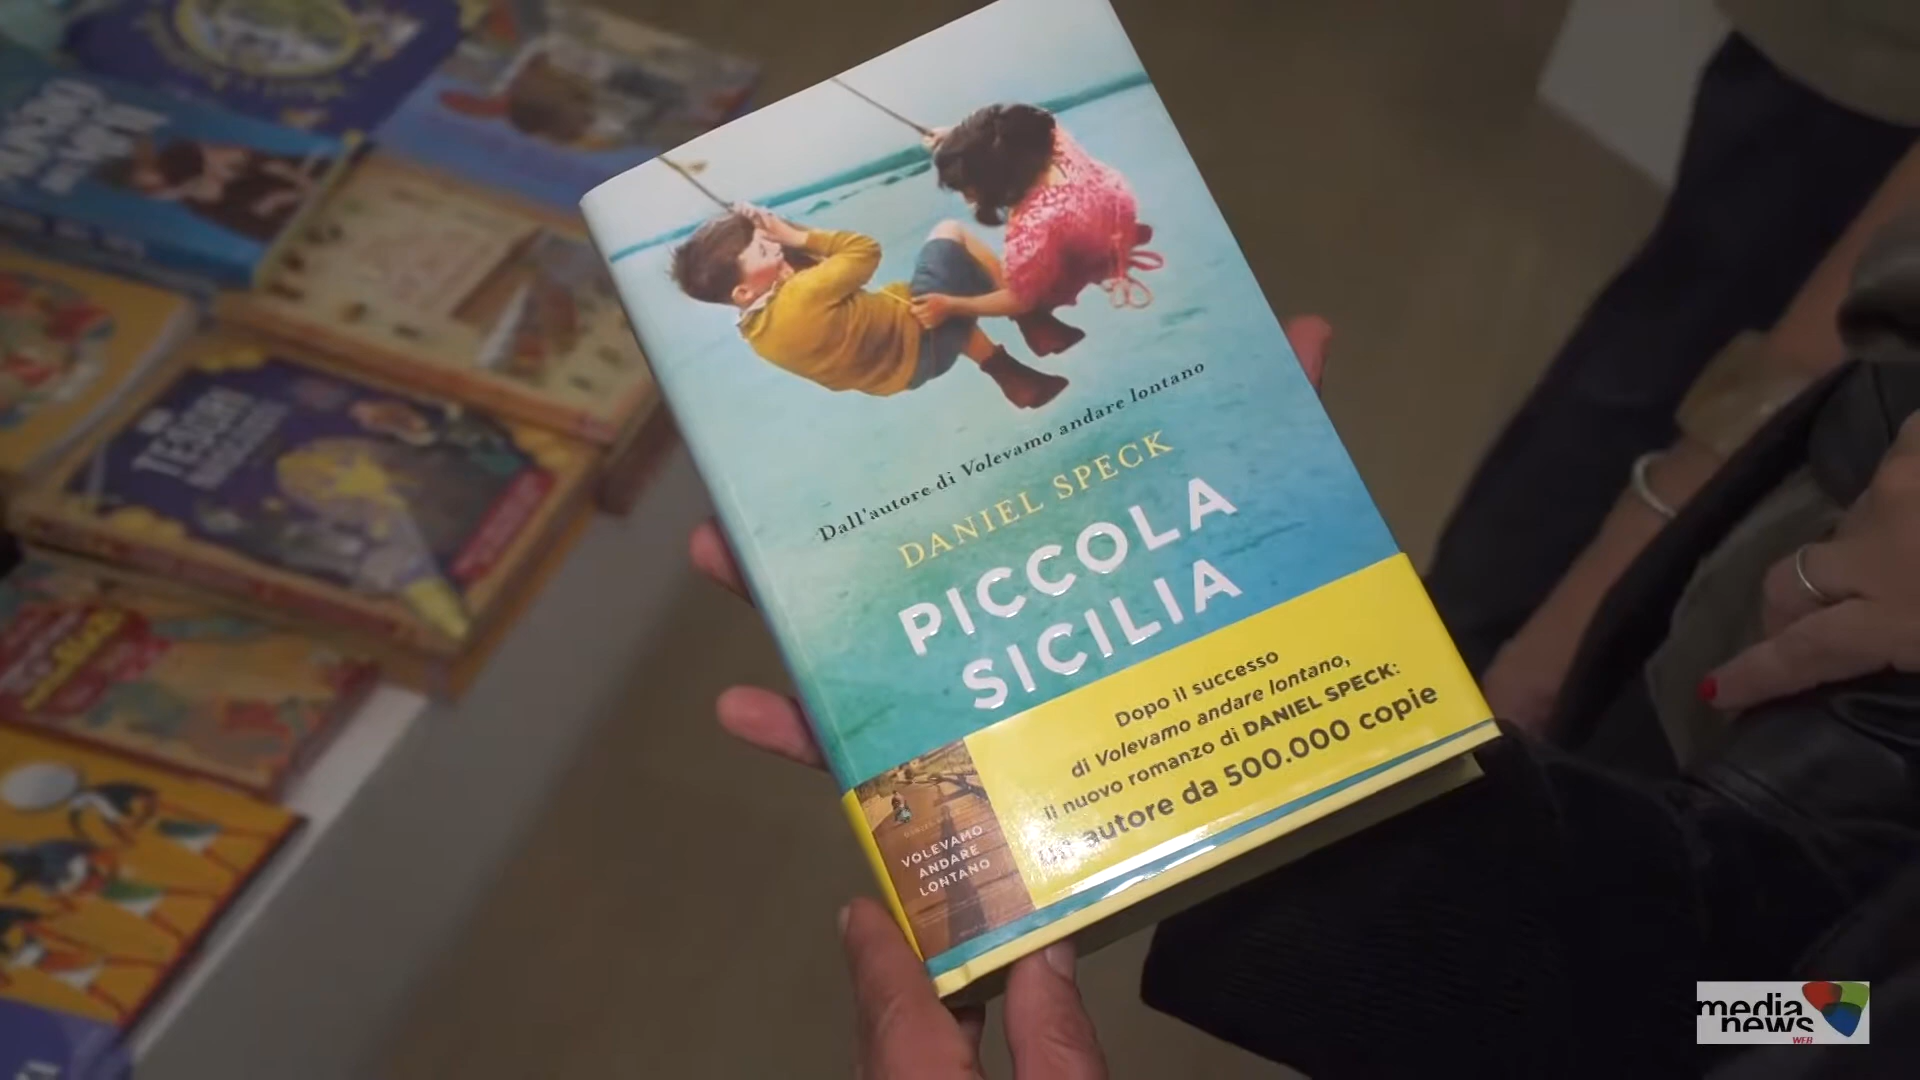 Dall'autore di Volevamo andare lontano
DANIEL SPECK
PICCOLA
SICILIA
Dopo il successo
di Volevamo andare lontano,
il nuovo romanzo di DANIEL SPECK:
un autore da 500.000 copie
VOLEVAMO
ANDARE
LONTANO
TESORI
media
news
WEB